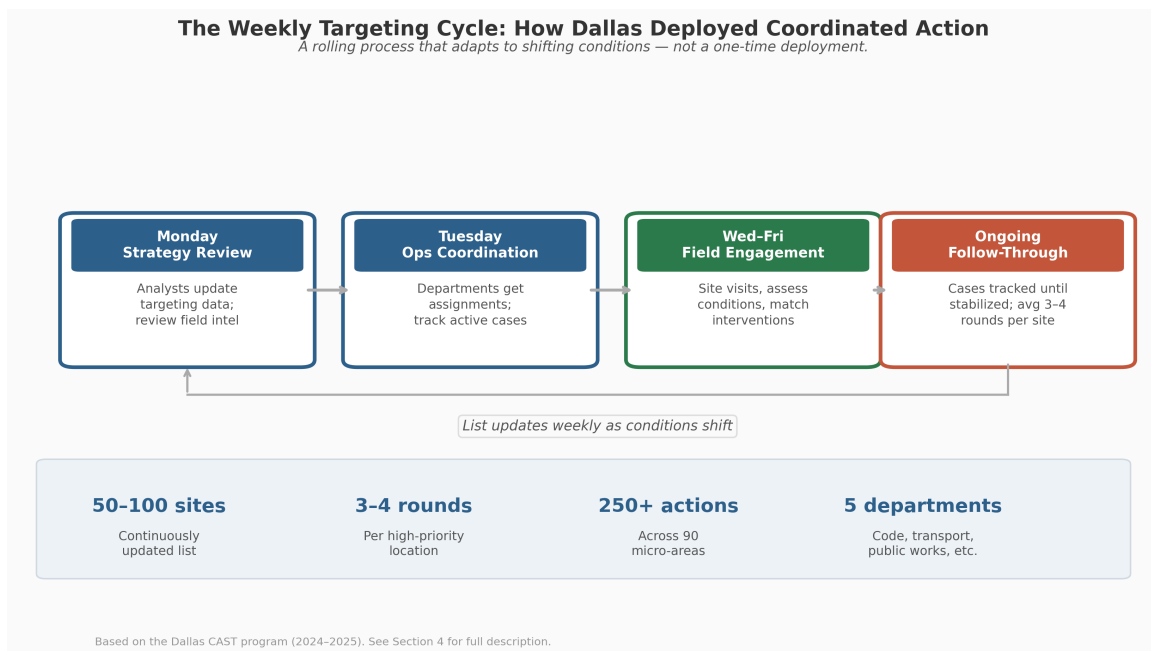 The Weekly Targeting Cycle: How Dallas Deployed Coordinated Action
A rolling process that adapts to shifting conditions — not a one-time deployment.
Monday
Strategy Review
Analysts update
targeting data;
review field intel
Tuesday
Ops Coordination
Departments get
assignments;
track active cases
Wed–Fri
Field Engagement
Site visits, assess
conditions, match
interventions
Ongoing
Follow-Through
Cases tracked until
stabilized; avg 3–4
rounds per site
List updates weekly as conditions shift
50–100 sites
Continuously
updated list
3–4 rounds
Per high-priority
location
250+ actions
Across 90
micro-areas
5 departments
Code, transport,
public works, etc.
Based on the Dallas CAST program (2024–2025). See Section 4 for full description.